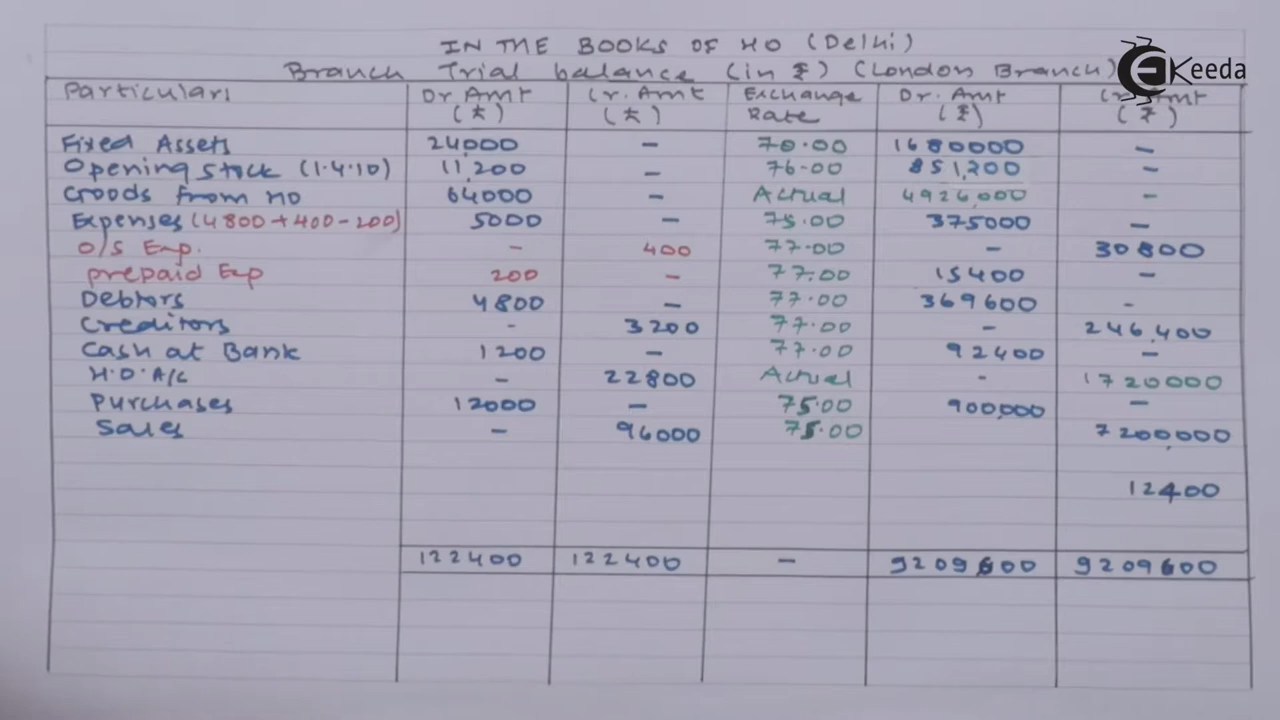 IN THE BOOKS OF HO (Delhi)
Branch Trial balance (in ₹) (London Branch)
Keeda
Particulars Dr Amt Cr. Amt Exchange Dr. Amt Cr Amt
Rate (₹) (₹)
Fixed Assets 24000 - 70.00 1680000 -
Opening stock (1.4.10) 11,200 - 76.00 851,200 -
Goods from HO 64000 - Actual 4926,000 -
Expenses (4800+400-200) 5000 - 75.00 375000 -
O/S Exp. - 400 77.00 - 30800
prepaid Exp 200 - 77.00 15400 -
Debtors 4800 - 77.00 369600 -
Creditors - 3200 77.00 - 246,400
Cash at Bank 1200 - 77.00 92400 -
H.O. A/C - 22800 Actual - 1720000
Purchases 12000 - 75.00 900,000 -
Sales - 96000 75.00 7200,000
12400
122400 122400 - 9209600 9209600